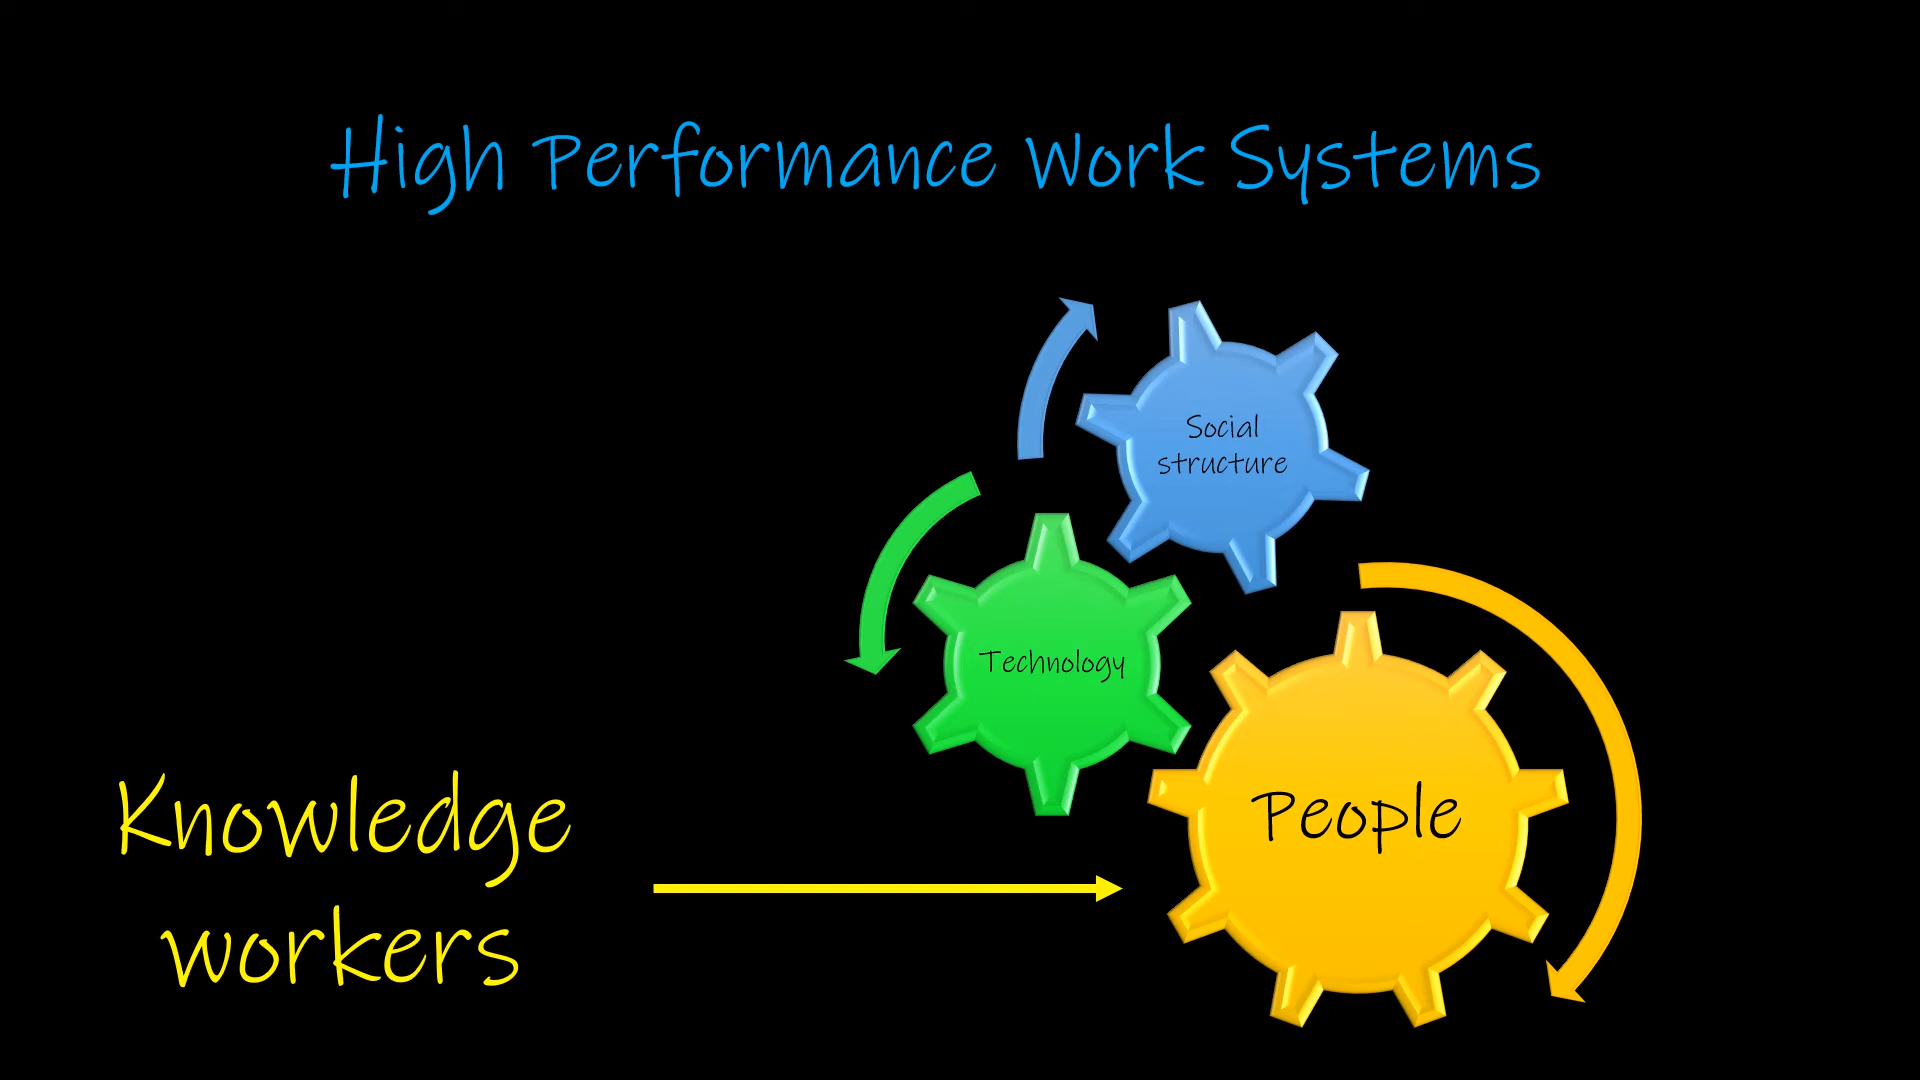 High Performance Work Systems
Social
structure
Technology
People
Knowledge
workers